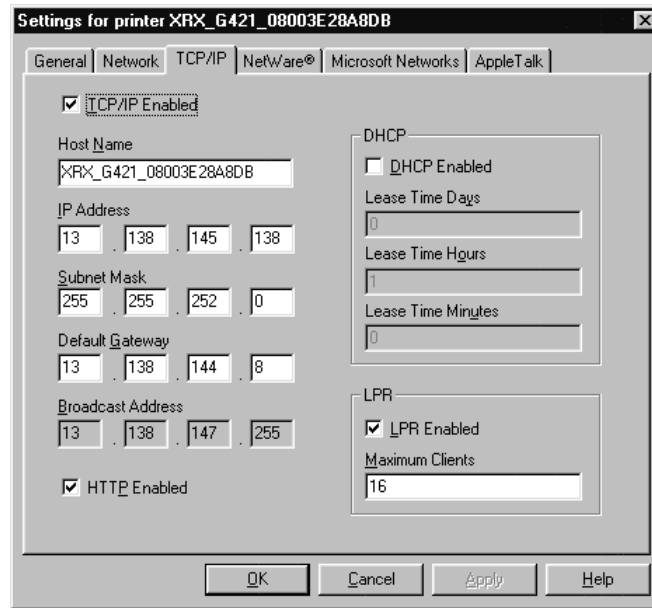 Settings for printer XRX_G421_08003E28A8DB
General Network TCP/IP NetWare® Microsoft Networks AppleTalk
TCP/IP Enabled
Host Name
XRX_G421_08003E28A8DB
IP Address
13 . 138 . 145 . 138
Subnet Mask
255 . 255 . 252 . 0
Default Gateway
13 . 138 . 144 . 8
Broadcast Address
13 . 138 . 147 . 255
HTTP Enabled
DHCP
DHCP Enabled
Lease Time Days
0
Lease Time Hours
1
Lease Time Minutes
0
LPR
LPR Enabled
Maximum Clients
16
OK Cancel Apply Help